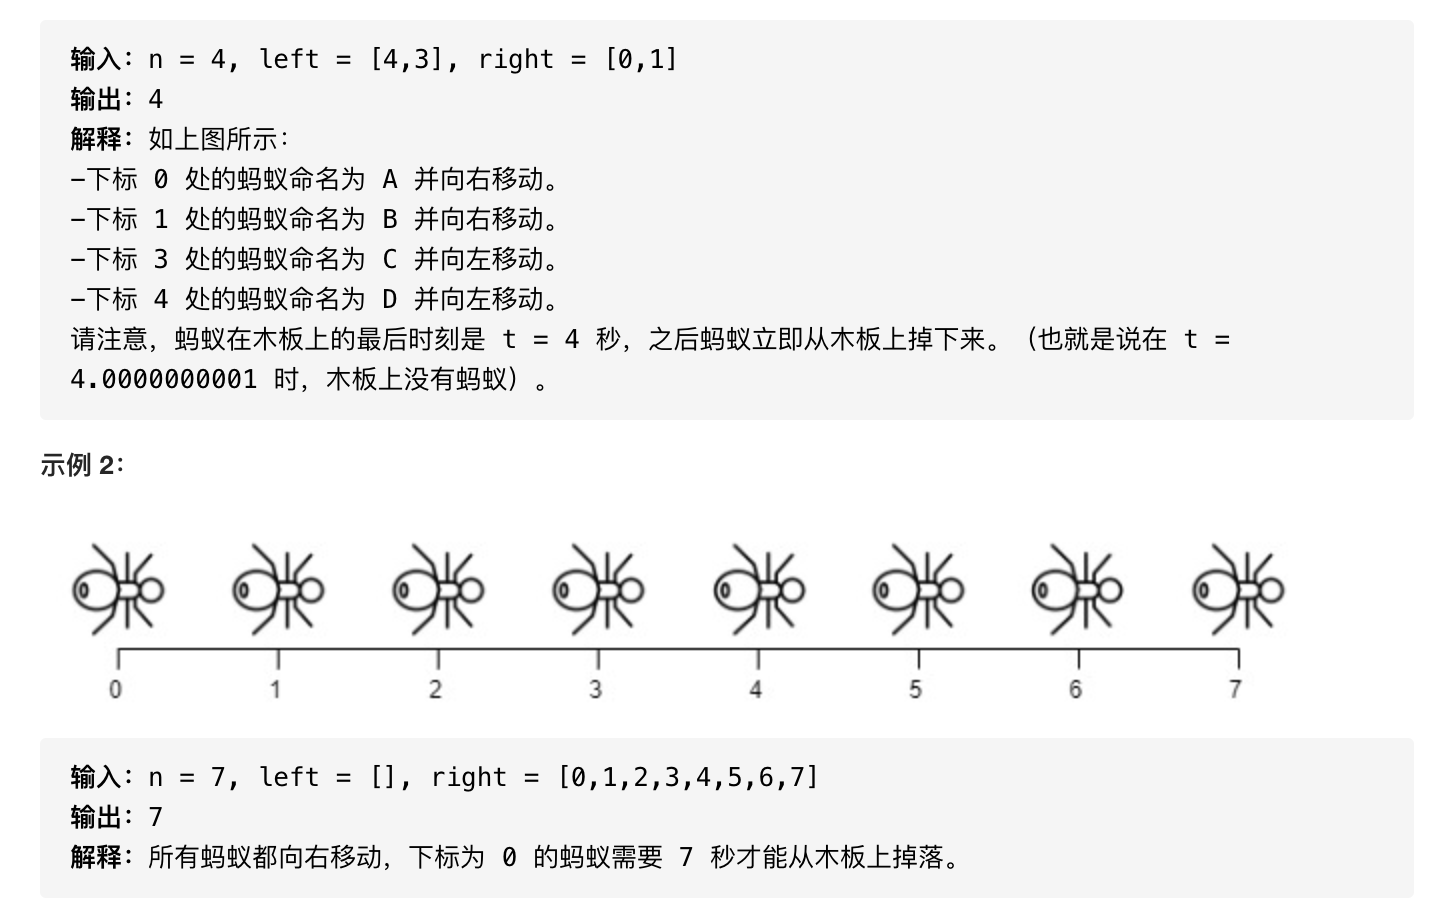 输入：n = 4, left = [4,3], right = [0,1]
输出：4
解释：如上图所示：
-下标 0 处的蚂蚁命名为 A 并向右移动。
-下标 1 处的蚂蚁命名为 B 并向右移动。
-下标 3 处的蚂蚁命名为 C 并向左移动。
-下标 4 处的蚂蚁命名为 D 并向左移动。
请注意，蚂蚁在木板上的最后时刻是 t = 4 秒，之后蚂蚁立即从木板上掉下来。（也就是说在 t =
4.0000000001 时，木板上没有蚂蚁）。
示例 2：
0 1 2 3 4 5 6 7
输入：n = 7, left = [], right = [0,1,2,3,4,5,6,7]
输出：7
解释：所有蚂蚁都向右移动，下标为 0 的蚂蚁需要 7 秒才能从木板上掉落。